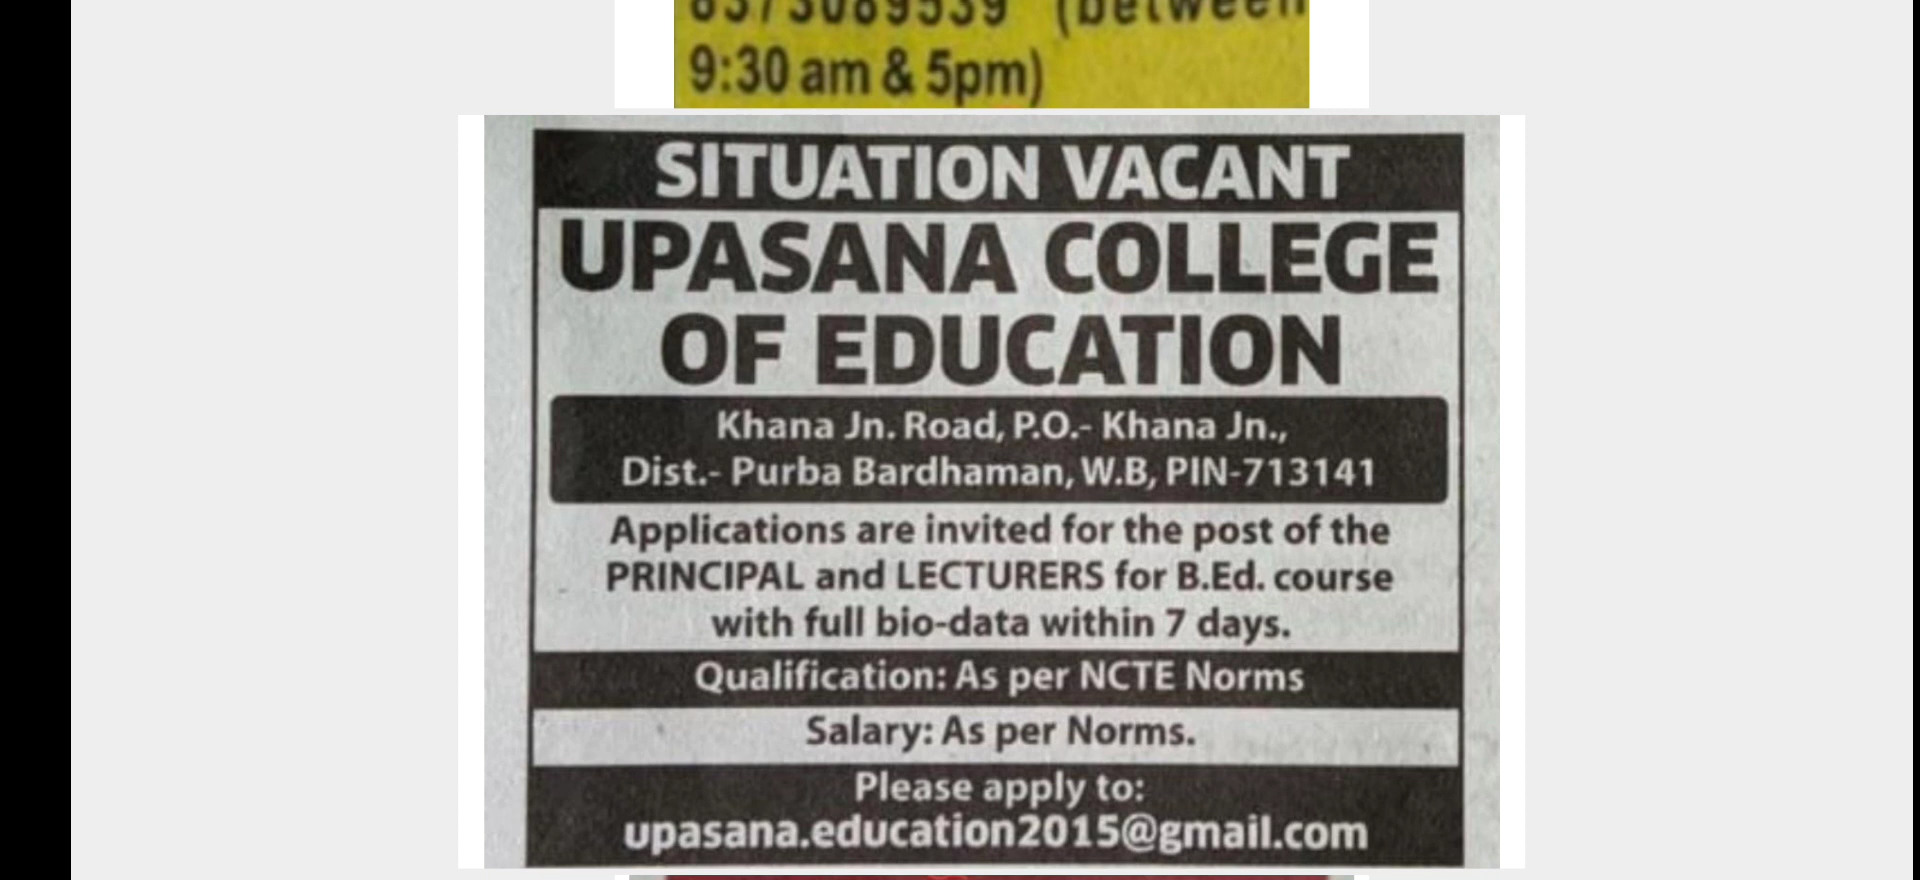 8373089539 (between
9:30 am & 5pm)
SITUATION VACANT
UPASANA COLLEGE
OF EDUCATION
Khana Jn. Road, P.O.- Khana Jn.,
Dist.- Purba Bardhaman, W.B, PIN-713141
Applications are invited for the post of the
PRINCIPAL and LECTURERS for B.Ed. course
with full bio-data within 7 days.
Qualification: As per NCTE Norms
Salary: As per Norms.
Please apply to:
upasana.education2015@gmail.com